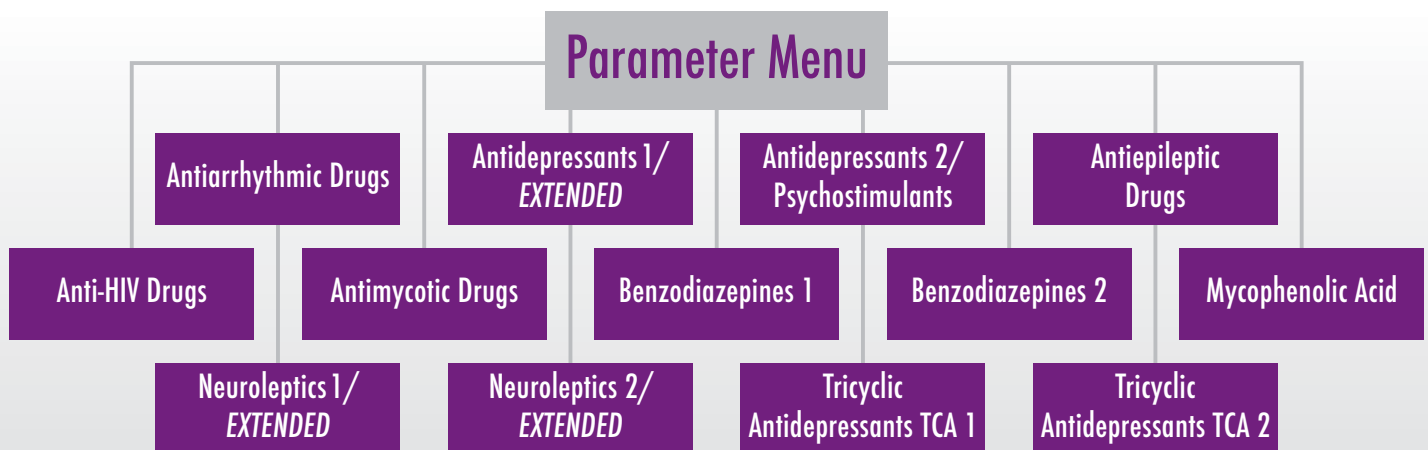 Parameter Menu
Antiarrhythmic Drugs
Antidepressants 1/
EXTENDED
Antidepressants 2/
Psychostimulants
Antiepileptic
Drugs
Anti-HIV Drugs
Antimycotic Drugs
Benzodiazepines 1
Benzodiazepines 2
Mycophenolic Acid
Neuroleptics 1/
EXTENDED
Neuroleptics 2/
EXTENDED
Tricyclic
Antidepressants TCA 1
Tricyclic
Antidepressants TCA 2